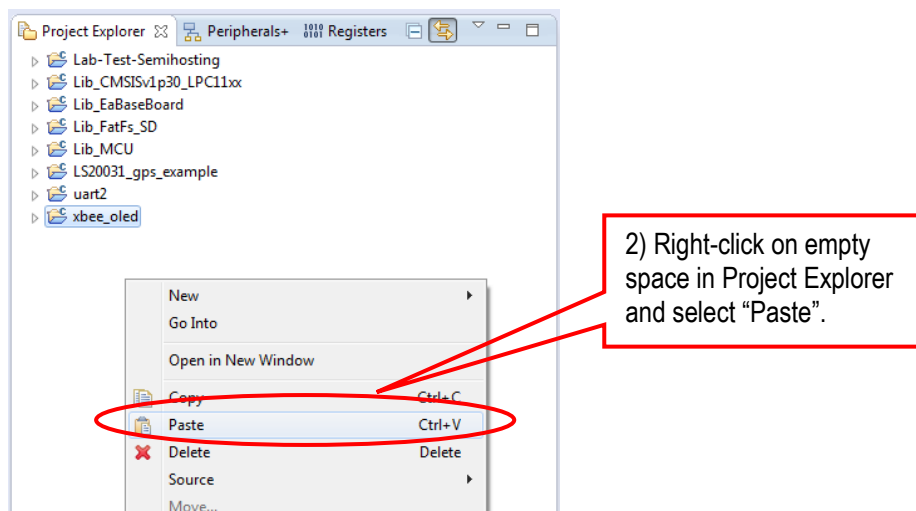 Project Explorer Peripherals+ 1010 0101 Registers
Lab-Test-Semihosting
Lib_CMSISv1p30_LPC11xx
Lib_EaBaseBoard
Lib_FatFs_SD
Lib_MCU
LS20031_gps_example
uart2
xbee_oled
2) Right-click on empty
space in Project Explorer
and select “Paste”.
New
Go Into
Open in New Window
Copy Ctrl+C
Paste Ctrl+V
Delete Delete
Source
Move...